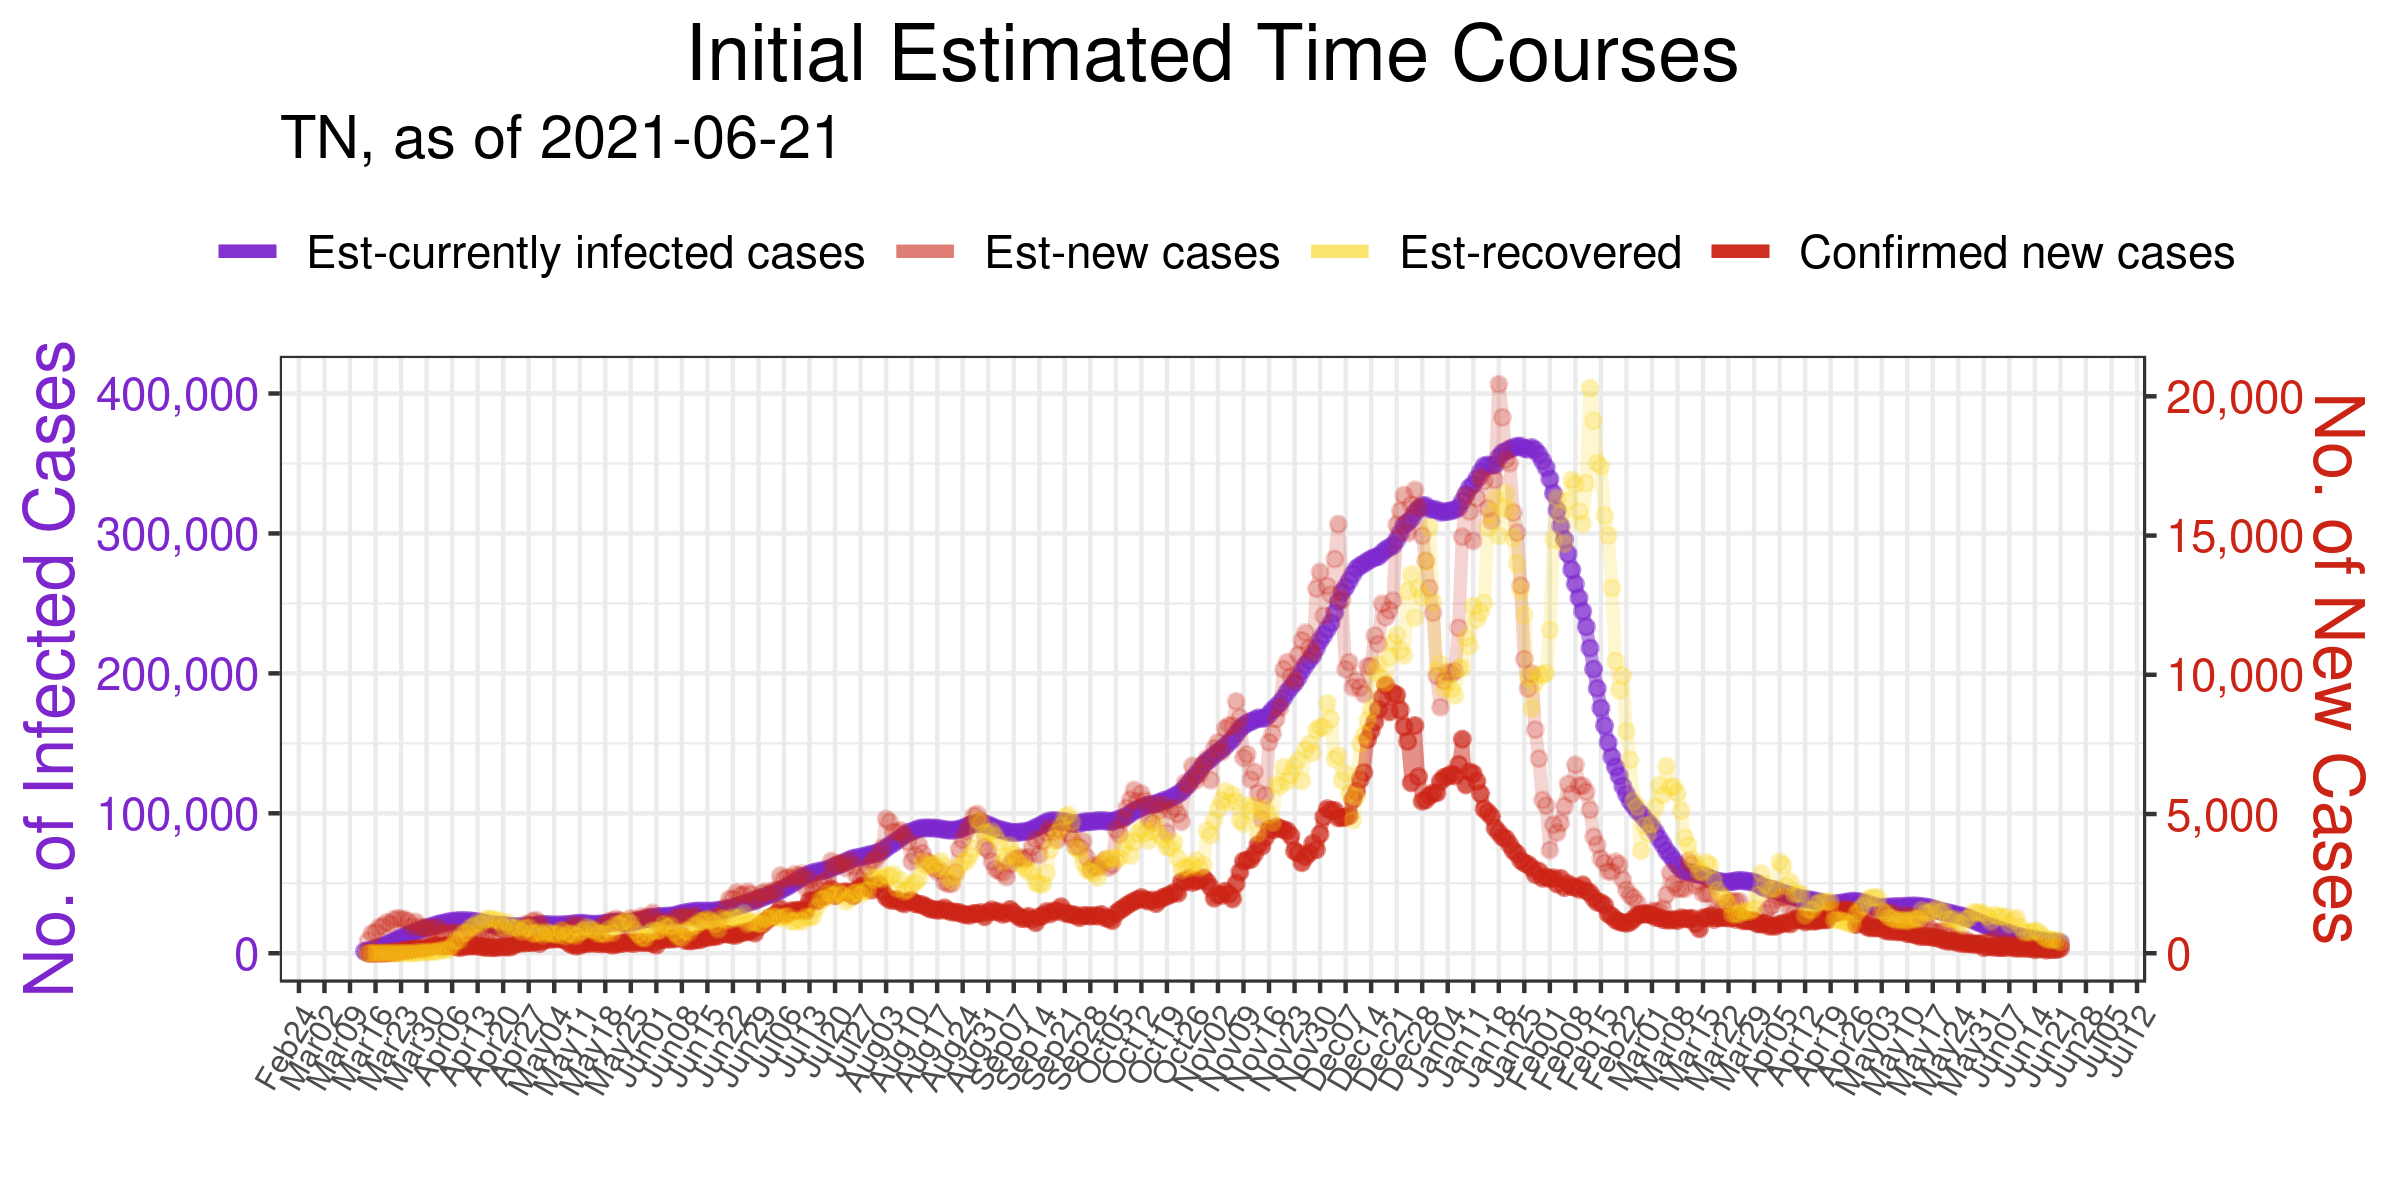 Initial Estimated Time Courses
TN, as of 2021-06-21
Est-currently infected cases
Est-new cases
Est-recovered
Confirmed new cases
No. of Infected Cases
400,000
300,000
200,000
100,000
0
20,000
15,000
10,000
5,000
0
No. of New Cases
Feb24
Mar02
Mar09
Mar16
Mar23
Mar30
Apr06
Apr13
Apr20
Apr27
May04
May11
May18
May25
Jun01
Jun08
Jun15
Jun22
Jun29
Jul06
Jul13
Jul20
Jul27
Aug03
Aug10
Aug17
Aug24
Aug31
Sep07
Sep14
Sep21
Sep28
Oct05
Oct12
Oct19
Oct26
Nov02
Nov09
Nov16
Nov23
Nov30
Dec07
Dec14
Dec21
Dec28
Jan04
Jan11
Jan18
Jan25
Feb01
Feb08
Feb15
Feb22
Mar01
Mar08
Mar15
Mar22
Mar29
Apr05
Apr12
Apr19
Apr26
May03
May10
May17
May24
May31
Jun07
Jun14
Jun21
Jun28
Jul05
Jul12